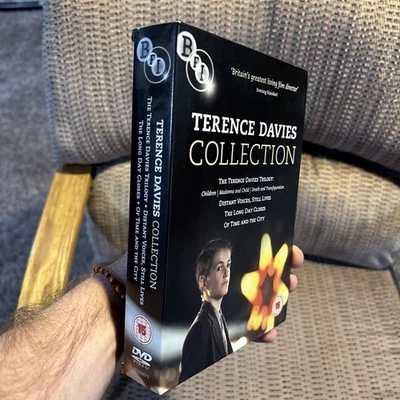 BFI
'Britain's greatest living film director'
Evening Standard
TERENCE DAVIES
COLLECTION
THE TERENCE DAVIES TRILOGY:
Children | Madonna and Child | Death and Transfiguration
DISTANT VOICES, STILL LIVES
THE LONG DAY CLOSES
OF TIME AND THE CITY
15
BFI
TERENCE DAVIES COLLECTION
THE TERENCE DAVIES TRILOGY • DISTANT VOICES, STILL LIVES
THE LONG DAY CLOSES • OF TIME AND THE CITY
15
DVD
VIDEO